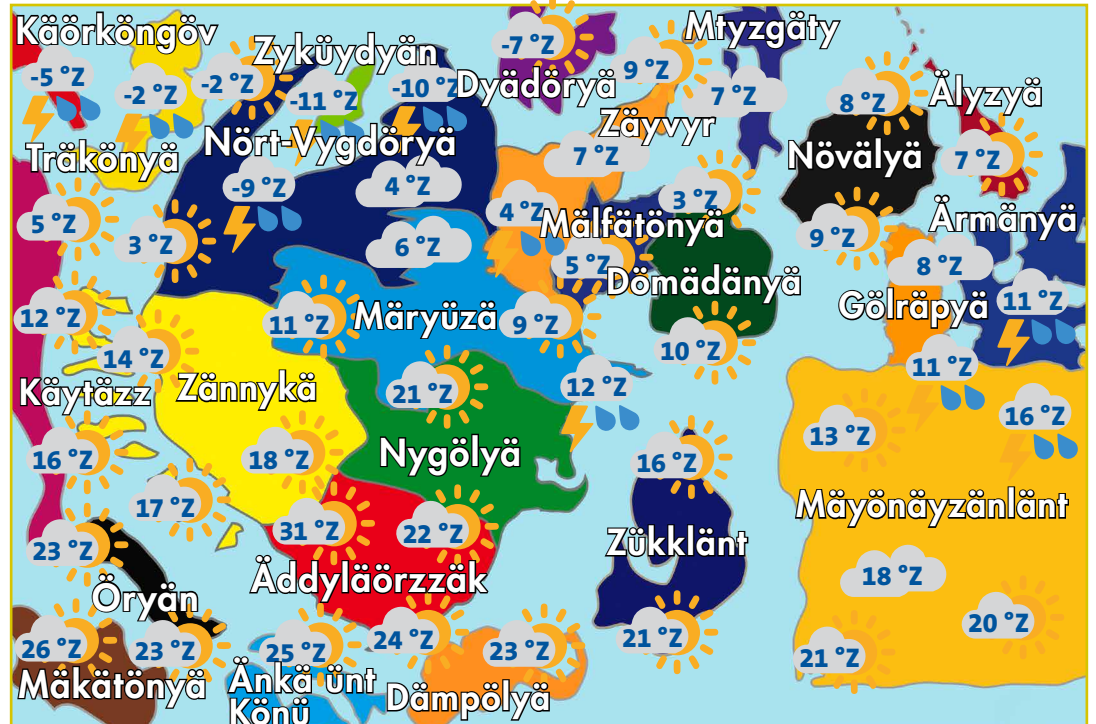 Käörköngöv
Zyküydyän
-7 °Z
Mtyzgäty
-5 °Z
-2 °Z
-2 °Z
-11 °Z
-10 °Z
Dyädöryä
9 °Z
7 °Z
8 °Z
Älyzyä
Träkönyä
Nört-Vygdöryä
Zäyvyr
7 °Z
Növälyä
7 °Z
-9 °Z
4 °Z
3 °Z
5 °Z
3 °Z
4 °Z
Mälfätönyä
9 °Z
Ärmänyä
6 °Z
5 °Z
Dömädänyä
8 °Z
12 °Z
11 °Z
Märyüzä
9 °Z
Gölräpyä
11 °Z
14 °Z
10 °Z
11 °Z
Käytäzz
Zännykä
21 °Z
12 °Z
16 °Z
13 °Z
16 °Z
18 °Z
Nygölyä
16 °Z
17 °Z
Mäyönäyzänlänt
23 °Z
31 °Z
22 °Z
Zükklänt
Öryän
Äddyläörzzäk
18 °Z
26 °Z
23 °Z
25 °Z
24 °Z
23 °Z
21 °Z
20 °Z
21 °Z
Mäkätönyä
Änkä ünt
Könü
Dämpölyä